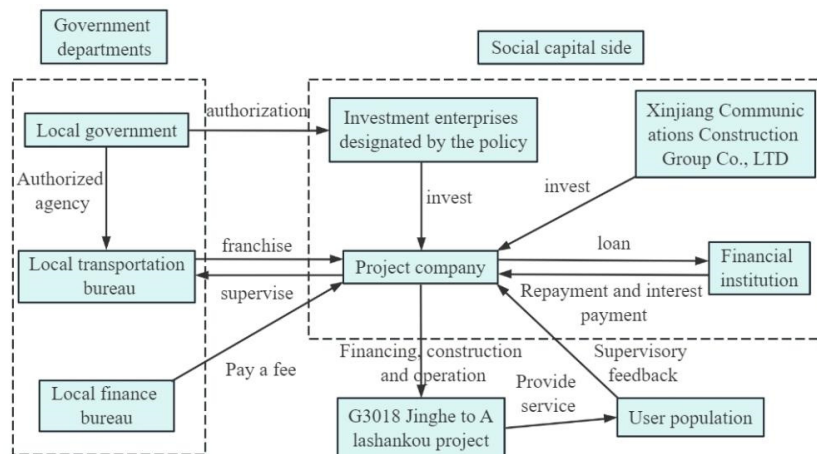 Government
departments
Social capital side
Local government
authorization
Investment enterprises
designated by the policy
Xinjiang Communic
ations Construction
Group Co., LTD
Authorized
agency
invest
invest
Local transportation
bureau
franchise
supervise
Project company
loan
Repayment and interest
payment
Financial
institution
Local finance
bureau
Pay a fee
Financing, construction
and operation
Supervisory
feedback
Provide
service
G3018 Jinghe to A
lashankou project
User population